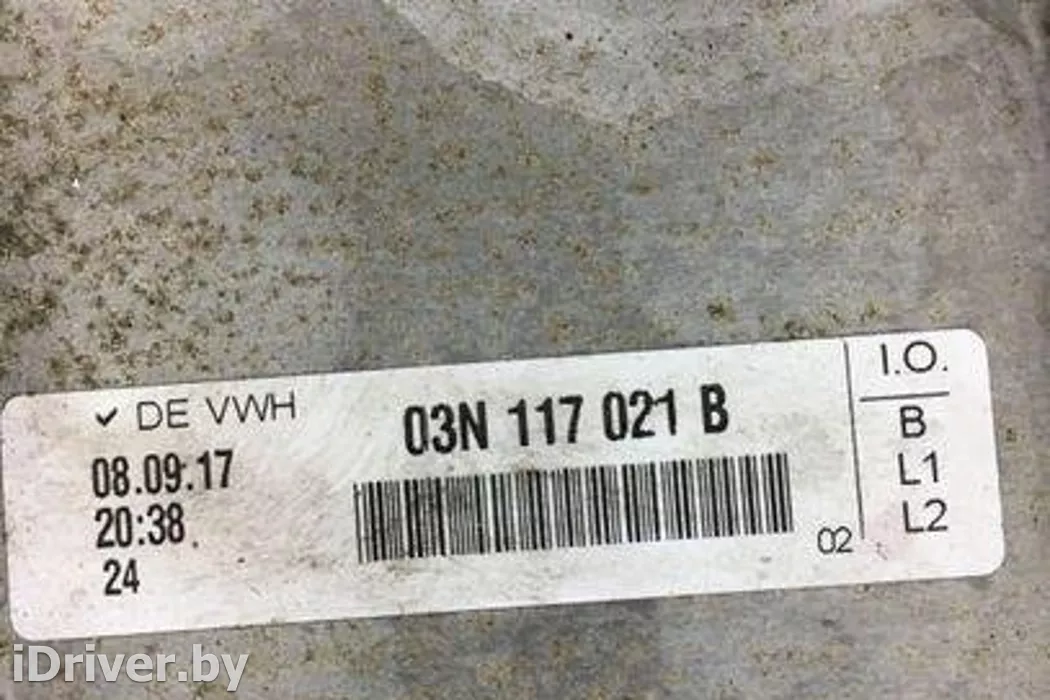 ✓ DE VWH
08.09.17
20:38
24
03N 117 021 B
02
I.O.
B
L1
L2
iDriver.by